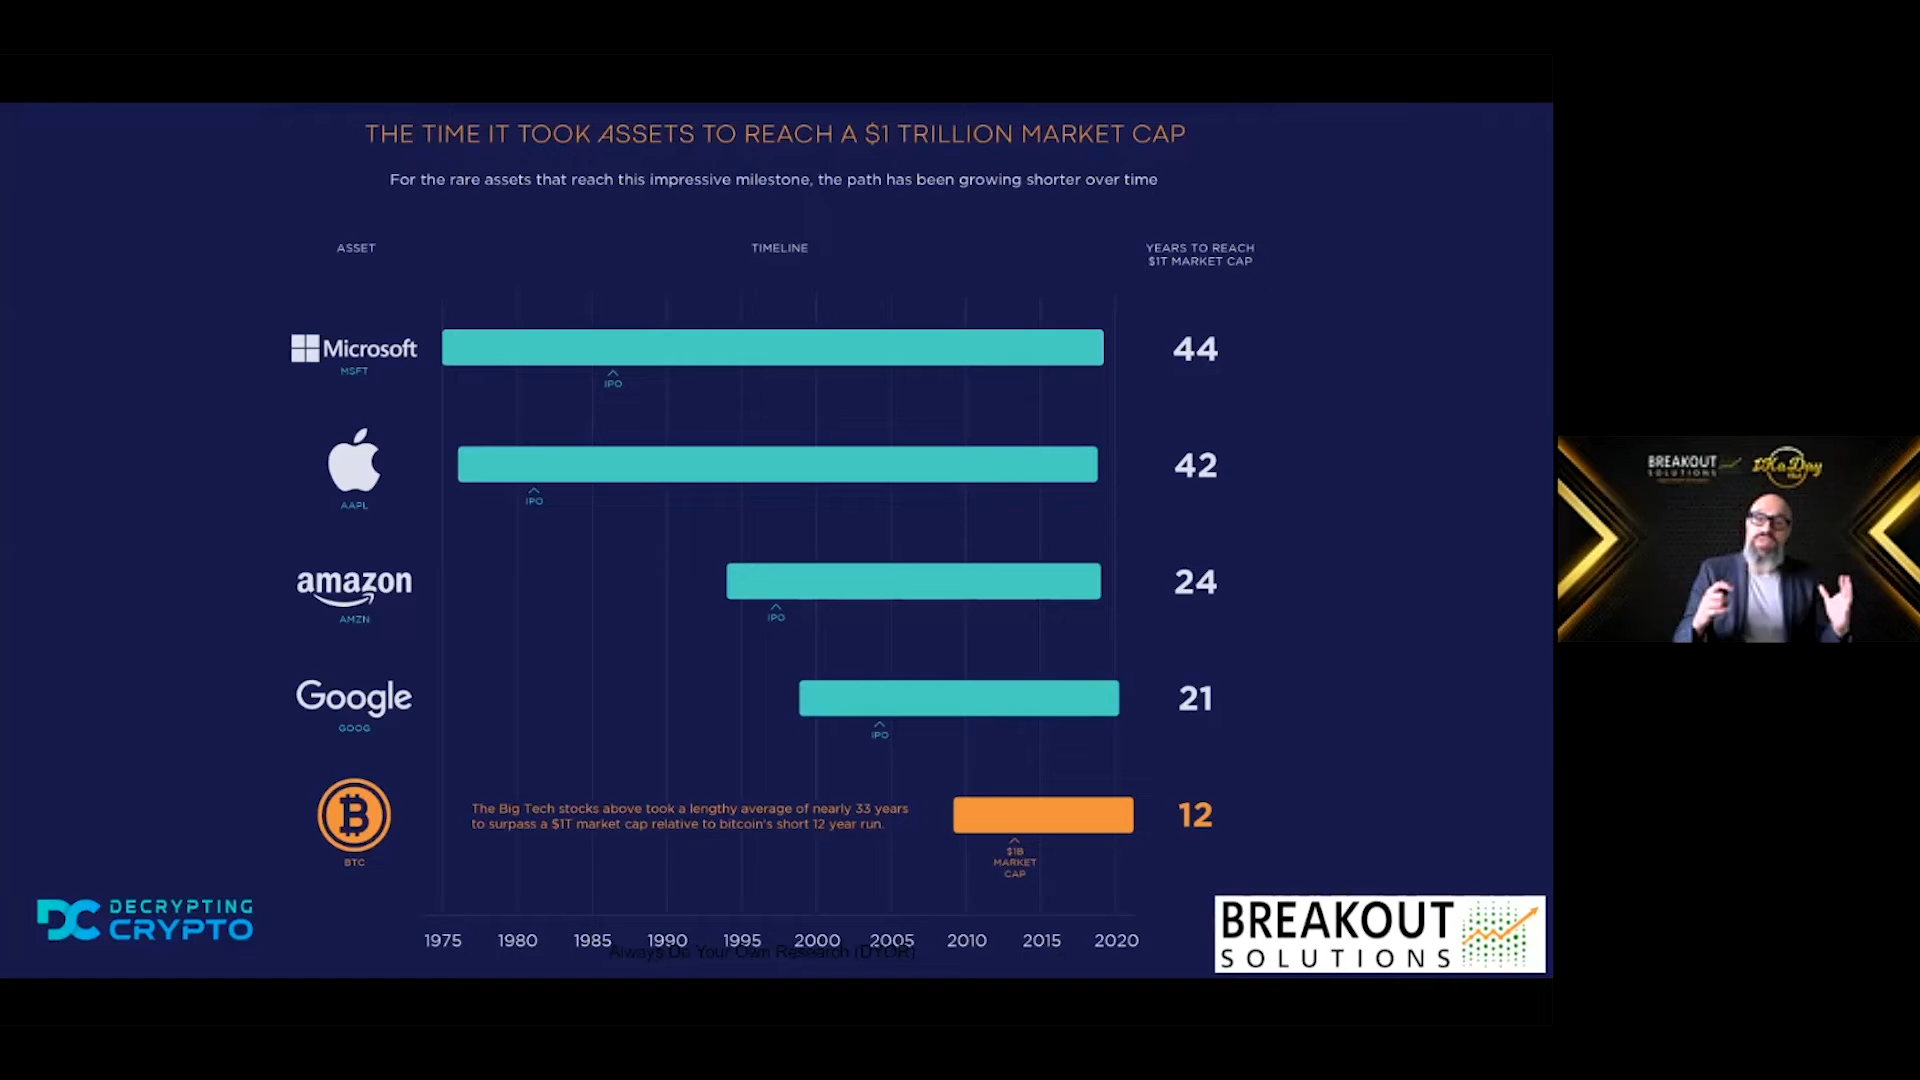 THE TIME IT TOOK ASSETS TO REACH A $1 TRILLION MARKET CAP
For the rare assets that reach this impressive milestone, the path has been growing shorter over time
ASSET
TIMELINE
YEARS TO REACH
$1T MARKET CAP
Microsoft
MSFT
IPO
44
AAPL
IPO
42
amazon
AMZN
IPO
24
Google
GOOG
IPO
21
BTC
The Big Tech stocks above took a lengthy average of nearly 33 years
to surpass a $1T market cap relative to bitcoin's short 12 year run.
$1B
MARKET
CAP
12
1975 1980 1985 1990 1995 2000 2005 2010 2015 2020
Always Do Your Own Research (DYOR)
DC DECRYPTING
CRYPTO
BREAKOUT
SOLUTIONS
BREAKOUT
SOLUTIONS
1K a Day